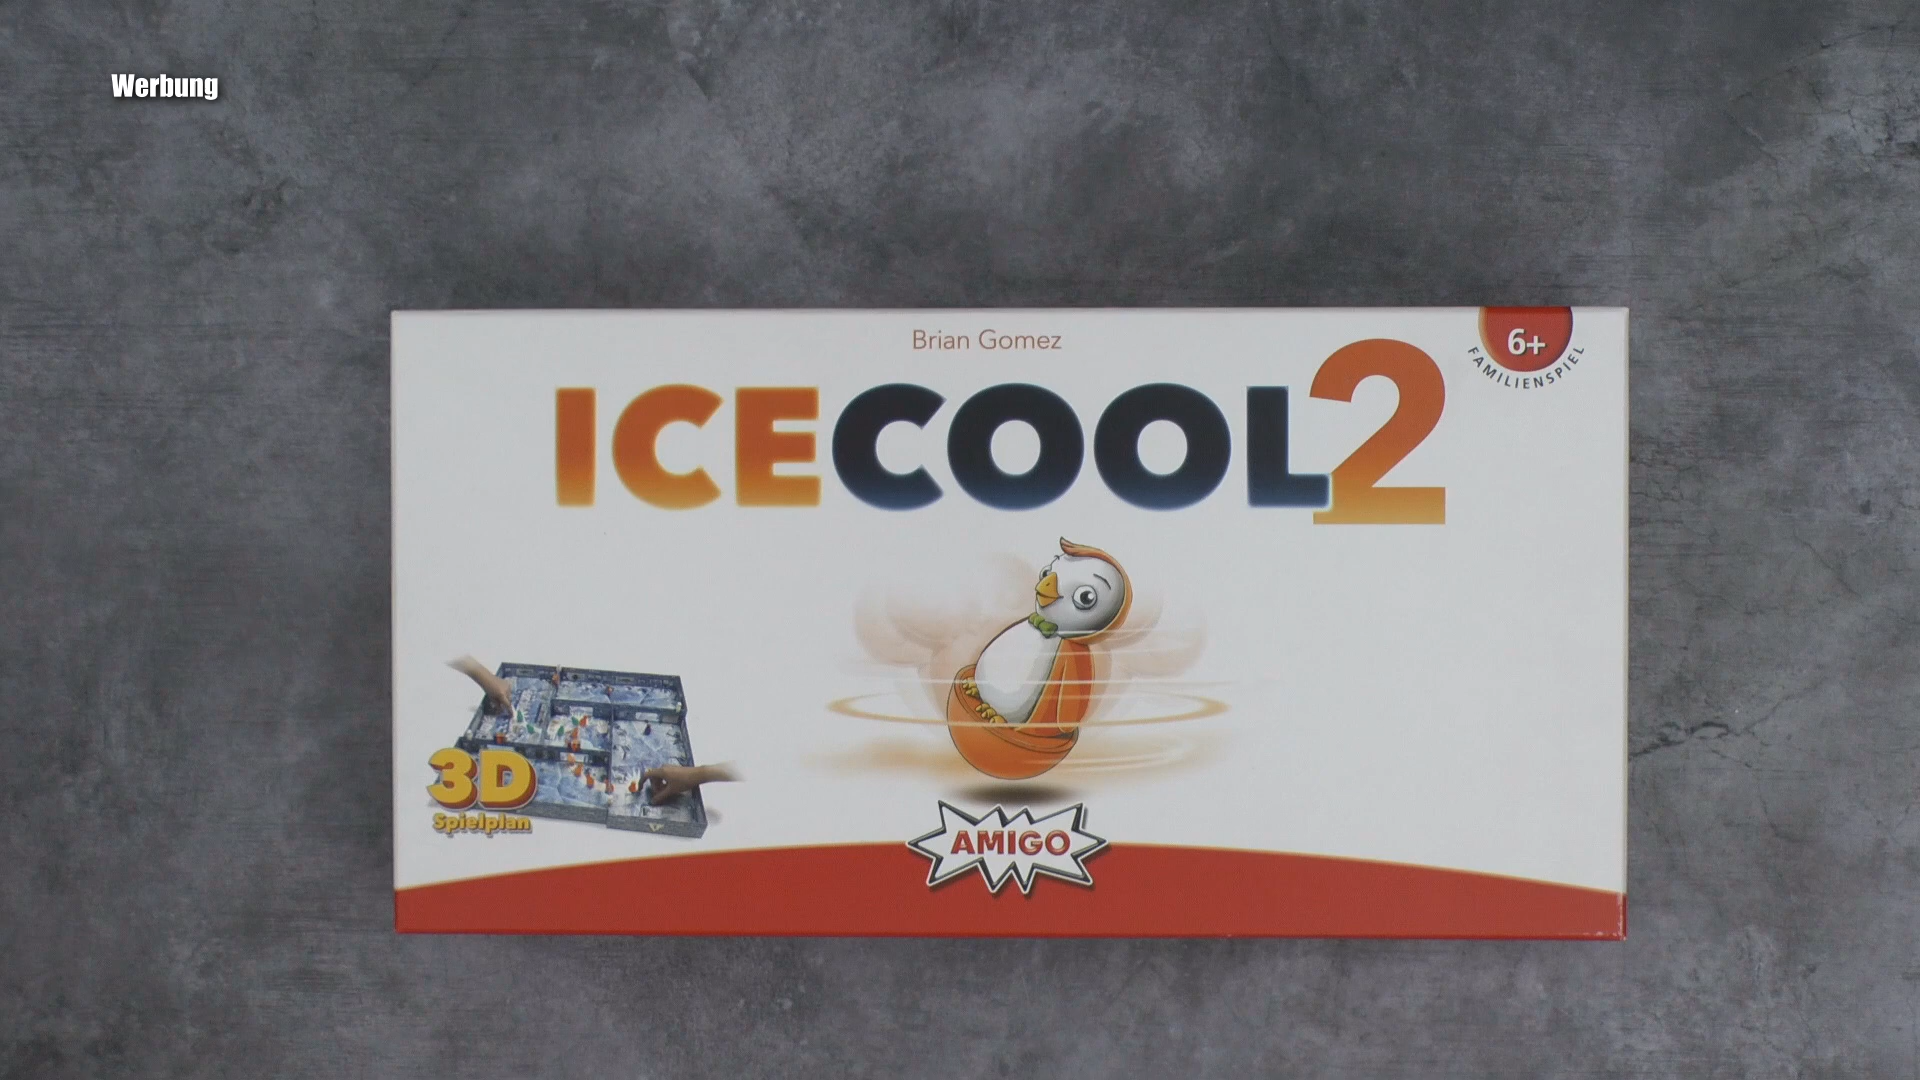 Werbung
Brian Gomez
6+
FAMILIENSPIEL
ICECOOL2
3D
Spielplan
AMIGO